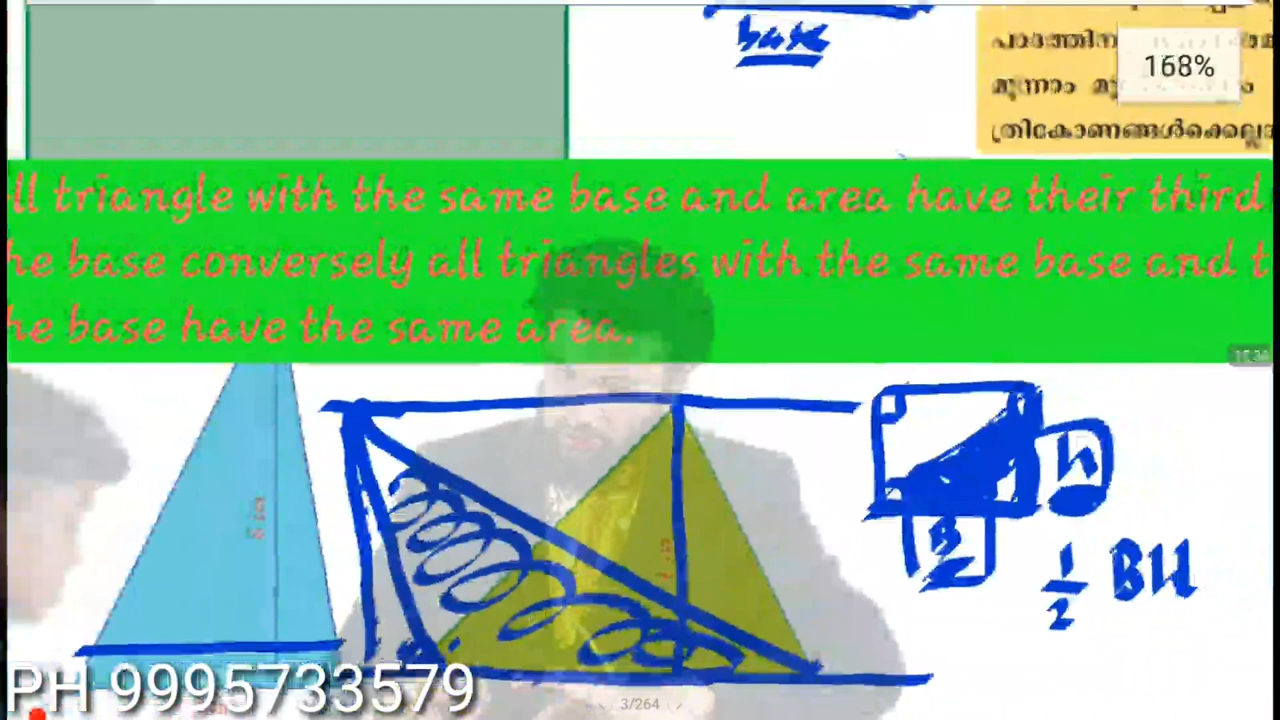 base
168%
ത്രികോണങ്ങൾക്കെല്ലാ
ll triangle with the same base and area have their third
he base conversely all triangles with the same base and t
he base have the same area.
h
B
1/2 BH
PH 9995733579
3/264